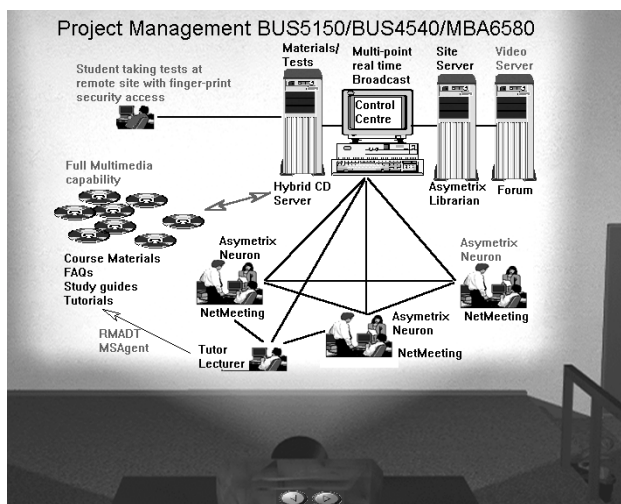 Project Management BUS5150/BUS4540/MBA6580
Materials/
Tests
Multi-point
real time
Broadcast
Site
Server
Video
Server
Student taking tests at
remote site with finger-print
security access
Control
Centre
Full Multimedia
capability
Hybrid CD
Server
Asymetrix
Librarian
Forum
Course Materials
FAQs
Study guides
Tutorials
Asymetrix
Neuron
NetMeeting
Asymetrix
Neuron
NetMeeting
Asymetrix
Neuron
NetMeeting
RMADT
MSAgent
Tutor
Lecturer